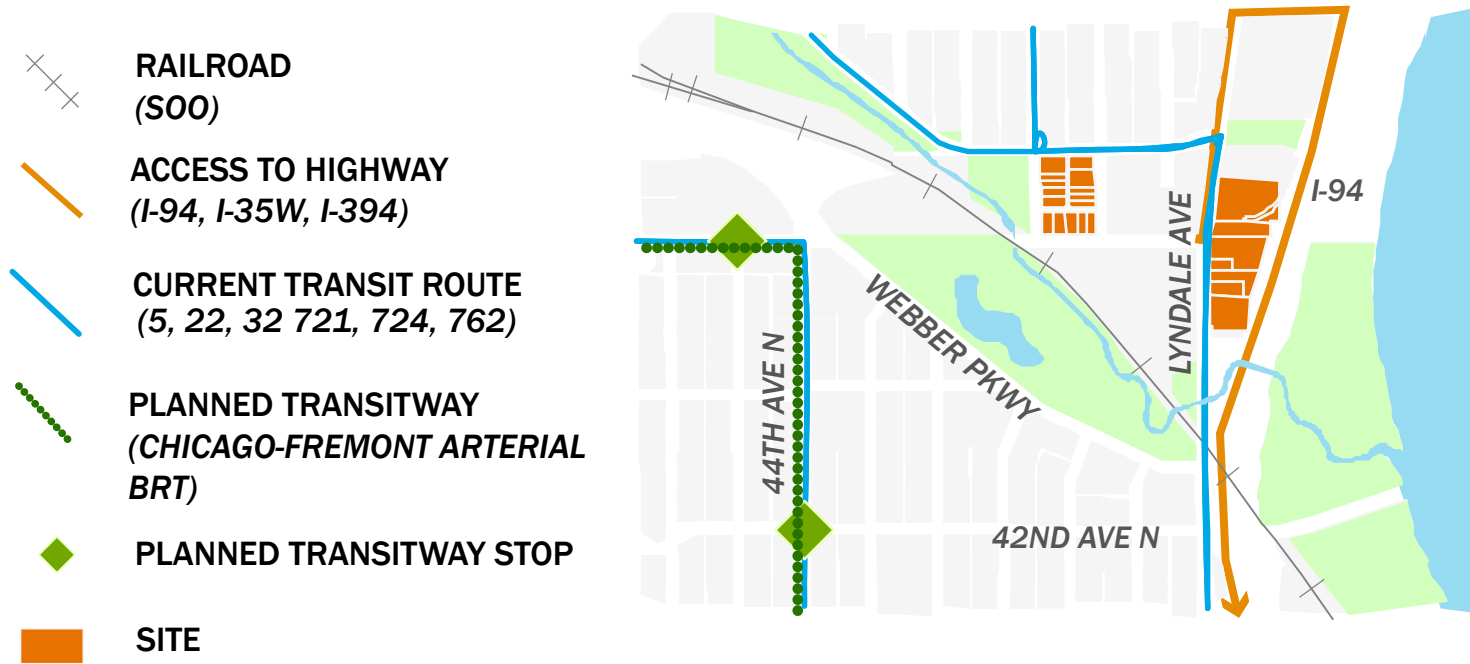 RAILROAD
(SOO)
ACCESS TO HIGHWAY
(I-94, I-35W, I-394)
CURRENT TRANSIT ROUTE
(5, 22, 32 721, 724, 762)
PLANNED TRANSITWAY
(CHICAGO-FREMONT ARTERIAL
BRT)
PLANNED TRANSITWAY STOP
SITE
I-94
LYNDALE AVE
WEBBER PKWY
44TH AVE N
42ND AVE N